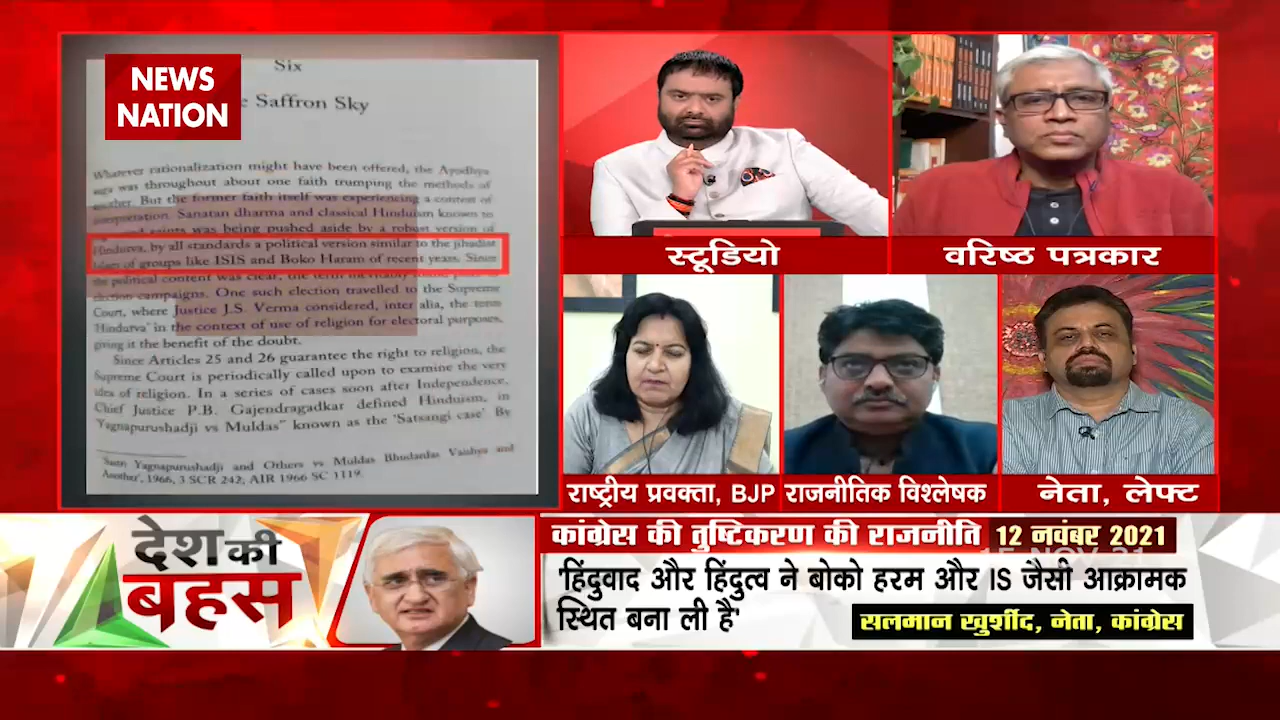 NEWS
NATION
Six
e Saffron Sky
Whatever rationalization might have been offered, the Ayodhya
saga was throughout about one faith trumping the methods of
another. But the former faith itself was experiencing a contest of
interpretation. Sanatan dharma and classical Hinduism known to
was being pushed aside by a robust version of
Hindutva, by all standards a political version similar to the jihadist
Islam of groups like ISIS and Boko Haram of recent years. Since
the political content was clear, the term inevitably found place in
election campaigns. One such election travelled to the Supreme
Court, where Justice J.S. Verma considered, inter alia, the term
'Hindutva' in the context of use of religion for electoral purposes,
giving it the benefit of the doubt.
Since Articles 25 and 26 guarantee the right to religion, the
Supreme Court is periodically called upon to examine the very
idea of religion. In a series of cases soon after Independence,
Chief Justice P.B. Gajendragadkar defined Hinduism, in
Yagnapurushadji vs Muldas" known as the 'Satsangi case' By
Sastri Yagnapurushadji and Others vs Muldas Bhudardas Vaishya and
Another', 1966, 3 SCR 242, AIR 1966 SC 1119.
स्टूडियो
वरिष्ठ पत्रकार
राष्ट्रीय प्रवक्ता, BJP
राजनीतिक विश्लेषक
नेता, लेफ्ट
देश की
बहस
कांग्रेस की तुष्टिकरण की राजनीति 12 नवंबर 2021
'हिंदुवाद और हिंदुत्व ने बोको हरम और IS जैसी आक्रामक
स्थित बना ली है'
सलमान खुर्शीद, नेता, कांग्रेस